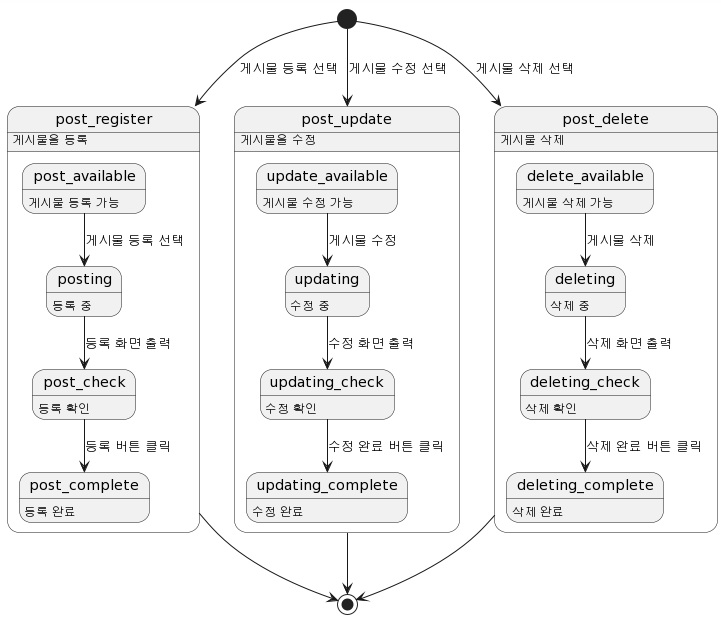 게시물 등록 선택
게시물 수정 선택
게시물 삭제 선택
post_register
게시물을 등록
post_available
게시물 등록 가능
게시물 등록 선택
posting
등록 중
등록 화면 출력
post_check
등록 확인
등록 버튼 클릭
post_complete
등록 완료
post_update
게시물을 수정
update_available
게시물 수정 가능
게시물 수정
updating
수정 중
수정 화면 출력
updating_check
수정 확인
수정 완료 버튼 클릭
updating_complete
수정 완료
post_delete
게시물 삭제
delete_available
게시물 삭제 가능
게시물 삭제
deleting
삭제 중
삭제 화면 출력
deleting_check
삭제 확인
삭제 완료 버튼 클릭
deleting_complete
삭제 완료